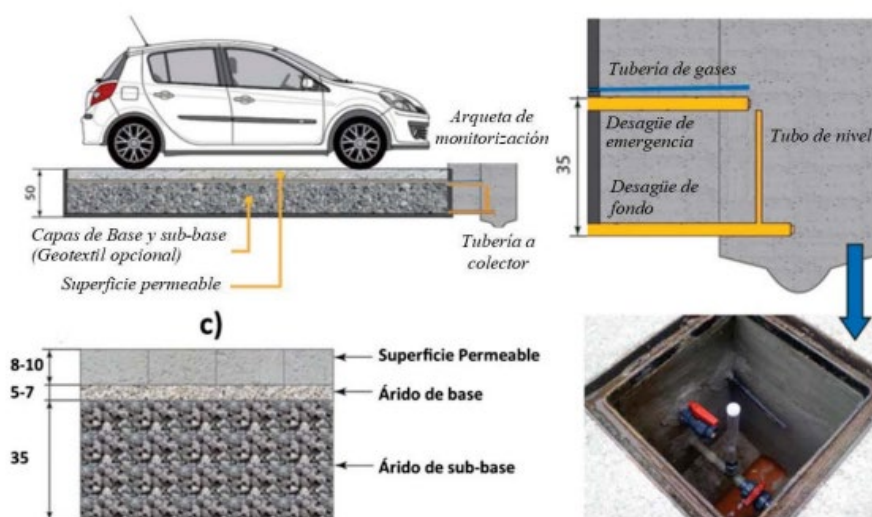 Arqueta de
monitorización
50
Capas de Base y sub-base
(Geotextil opcional)
Superficie permeable
Tubería a
colector
Tubería de gases
Desagüe de
emergencia
Tubo de nivel
35
Desagüe de
fondo
c)
8-10
Superficie Permeable
5-7
Árido de base
35
Árido de sub-base